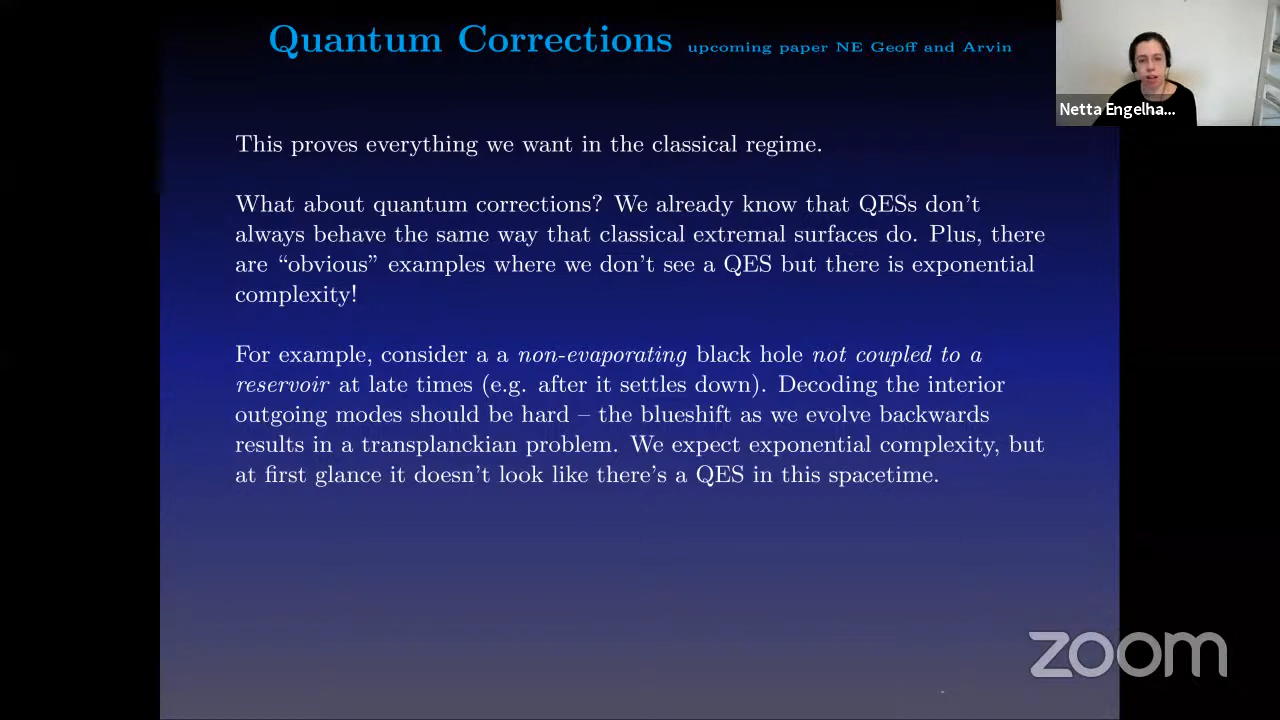 Quantum Corrections upcoming paper NE Geoff and Arvin
Netta Engelha...
This proves everything we want in the classical regime.
What about quantum corrections? We already know that QESs don't
always behave the same way that classical extremal surfaces do. Plus, there
are “obvious” examples where we don't see a QES but there is exponential
complexity!
For example, consider a a non-evaporating black hole not coupled to a
reservoir at late times (e.g. after it settles down). Decoding the interior
outgoing modes should be hard – the blueshift as we evolve backwards
results in a transplanckian problem. We expect exponential complexity, but
at first glance it doesn't look like there's a QES in this spacetime.
zoom